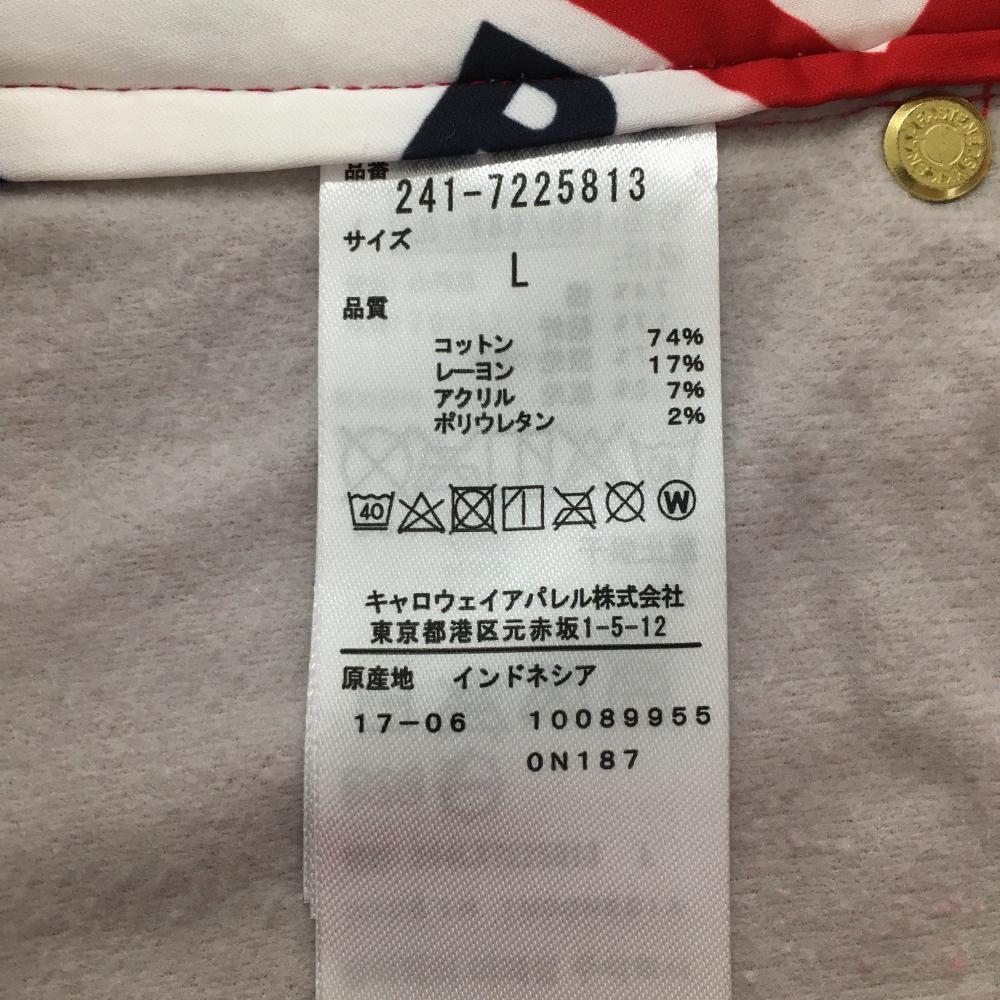 品番
241-7225813
サイズ
L
品質
コットン 74%
レーヨン 17%
アクリル 7%
ポリウレタン 2%
40 W
キャロウェイアパレル株式会社
東京都港区元赤坂1-5-12
原産地 インドネシア
17-06 10089955
0N187